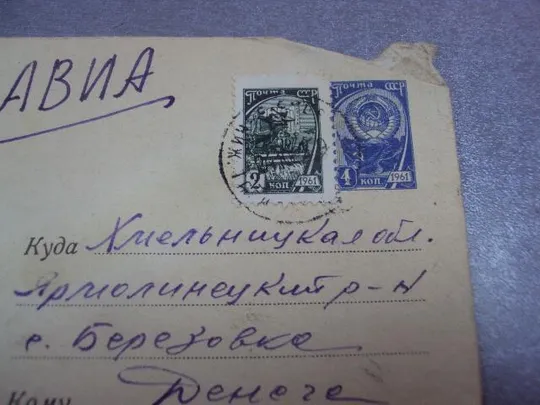 АВИА
ПОЧТА СССР
2 КОП 1961
ПОЧТА СССР
4 КОП 1961
Куда Хмельницкая обл.
Ярмолинецкий р-н
с. Березовка
Кому